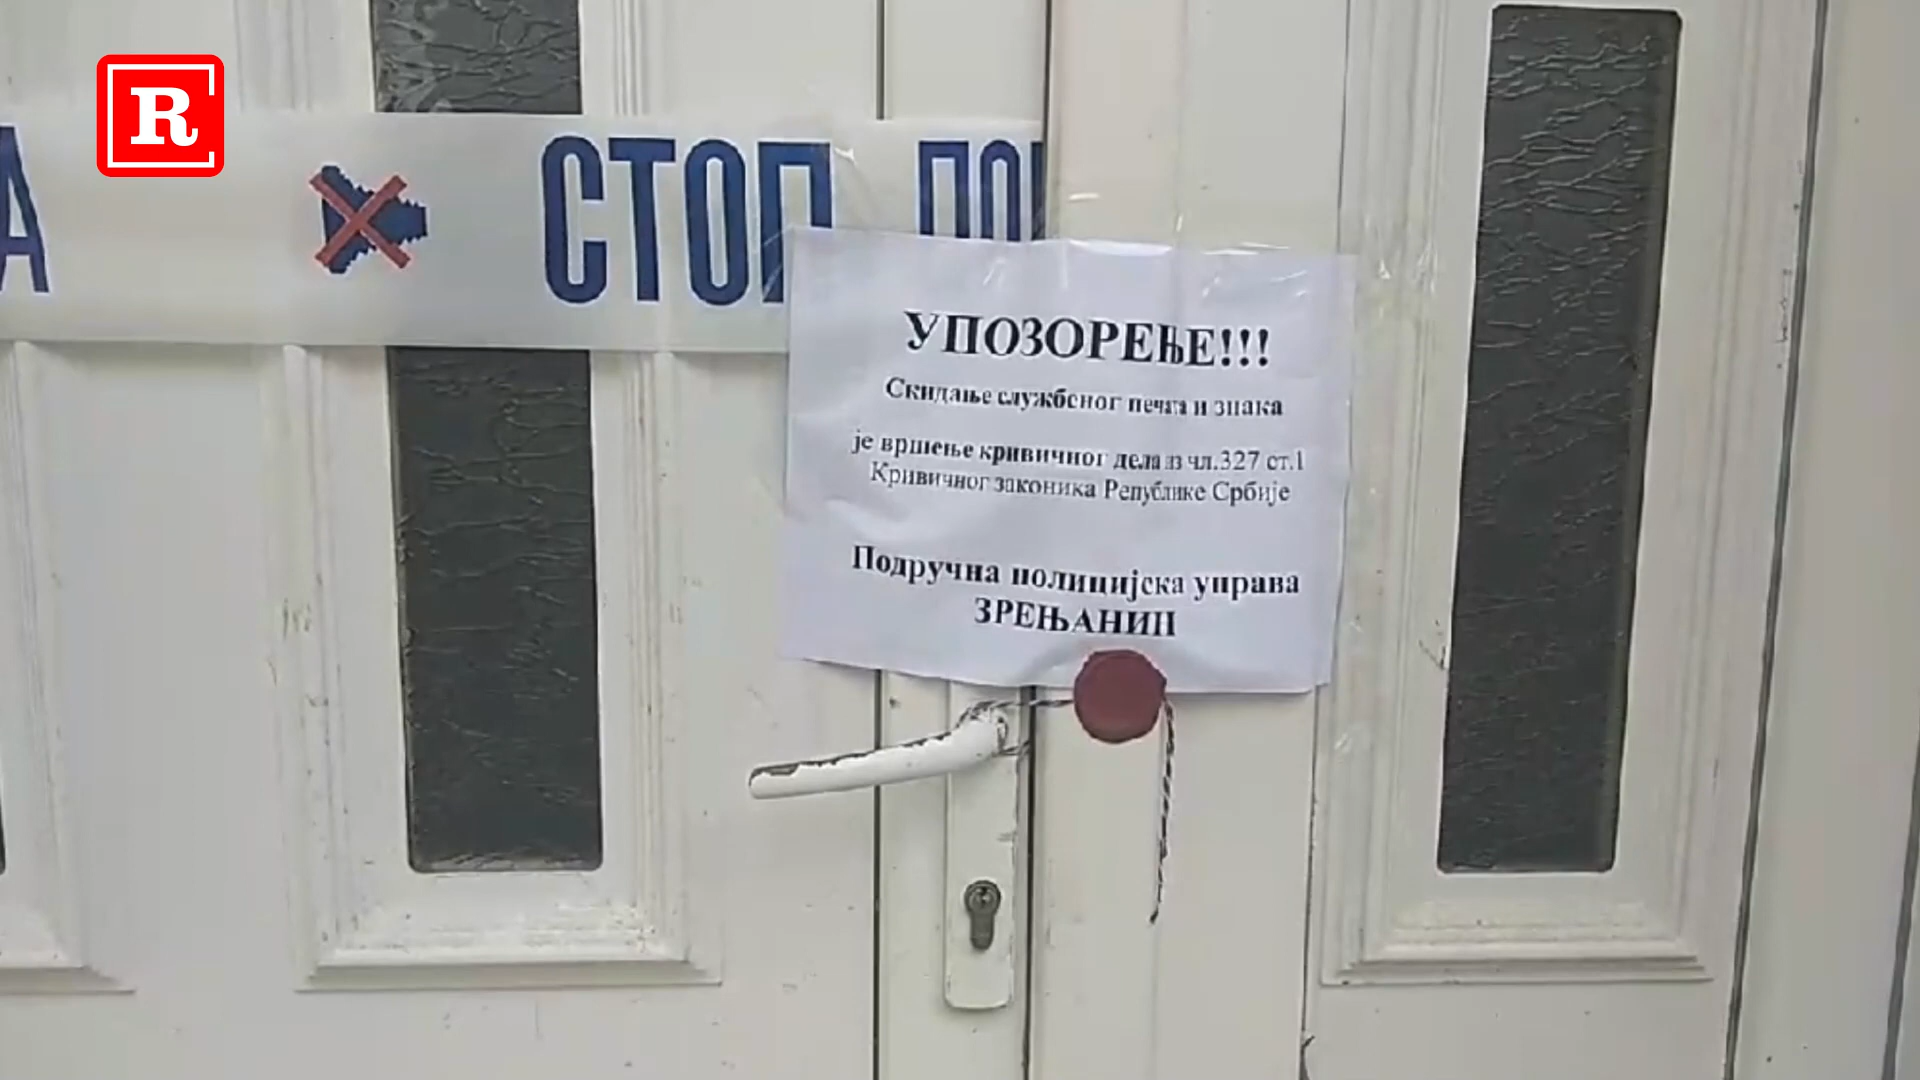 R
А
СТОП ПО
УПОЗОРЕЊЕ!!!
Скидање службеног печата и знака
је вршење кривичног дела из чл.327 ст.1
Кривичног законика Републике Србије
Подручна полицијска управа
ЗРЕЊАНИН